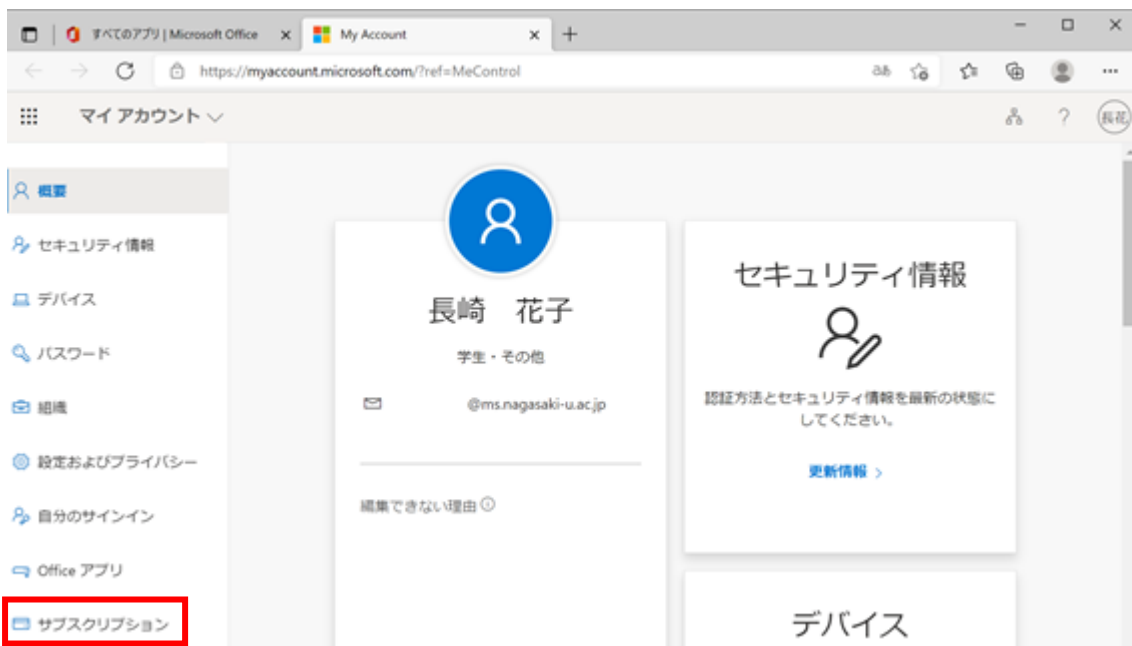 すべてのアプリ | Microsoft Office
My Account
https://myaccount.microsoft.com/?ref=MeControl
マイ アカウント
長花
概要
セキュリティ情報
デバイス
パスワード
組織
設定およびプライバシー
自分のサインイン
Office アプリ
サブスクリプション
長崎 花子
学生・その他
@ms.nagasaki-u.ac.jp
編集できない理由
セキュリティ情報
認証方法とセキュリティ情報を最新の状態に
してください。
更新情報 >
デバイス